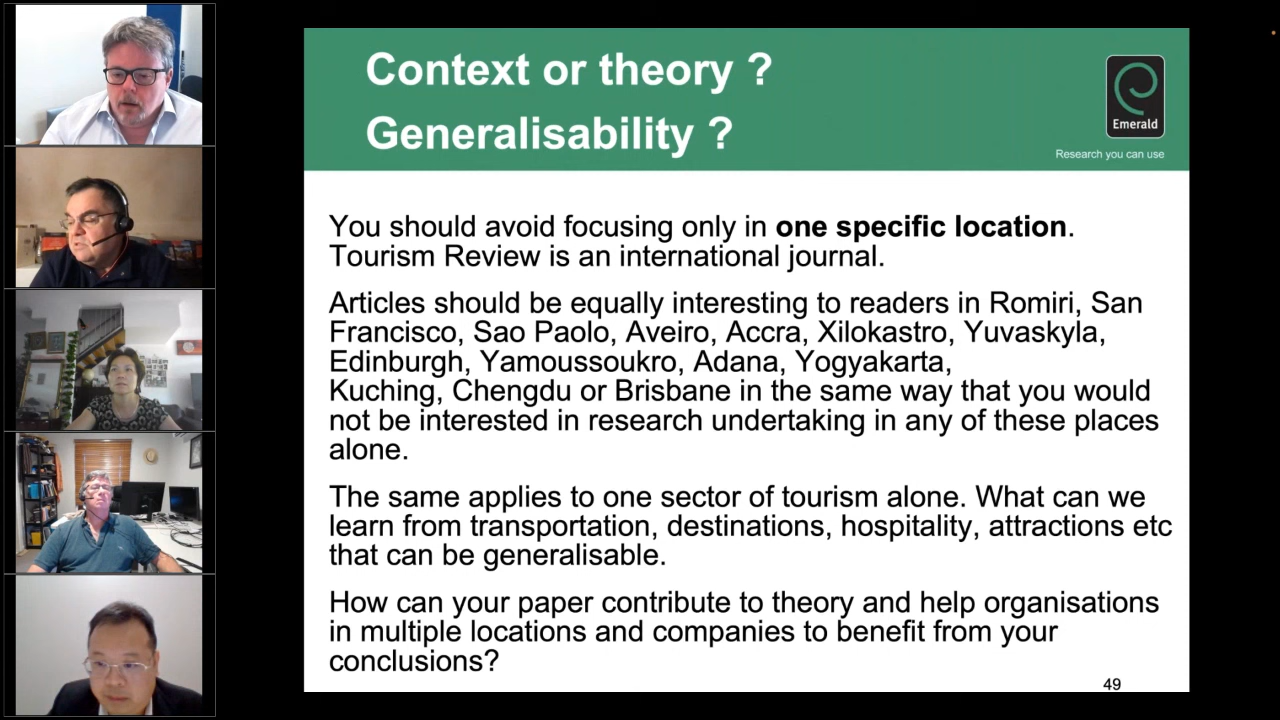 Context or theory ?
Generalisability ?
Emerald
Research you can use
You should avoid focusing only in one specific location.
Tourism Review is an international journal.
Articles should be equally interesting to readers in Romiri, San
Francisco, Sao Paolo, Aveiro, Accra, Xilokastro, Yuvaskyla,
Edinburgh, Yamoussoukro, Adana, Yogyakarta,
Kuching, Chengdu or Brisbane in the same way that you would
not be interested in research undertaking in any of these places
alone.
The same applies to one sector of tourism alone. What can we
learn from transportation, destinations, hospitality, attractions etc
that can be generalisable.
How can your paper contribute to theory and help organisations
in multiple locations and companies to benefit from your
conclusions?
49